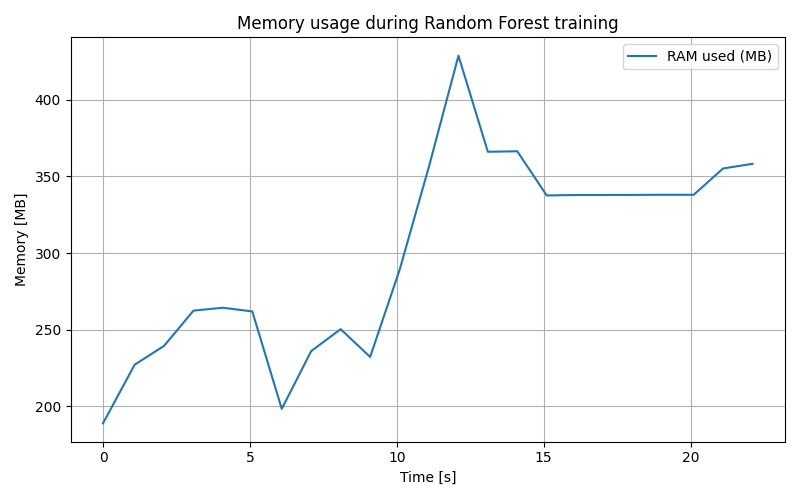 Memory usage during Random Forest training
RAM used (MB)
Memory [MB]
400
350
300
250
200
0 5 10 15 20
Time [s]